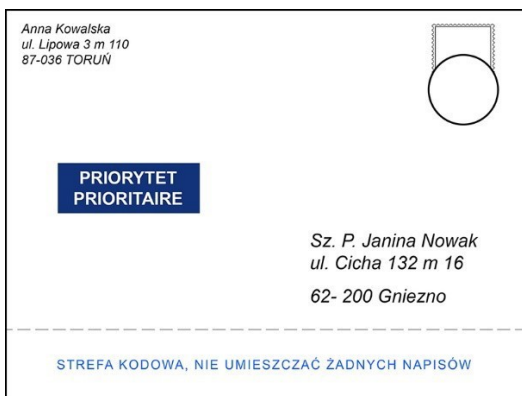 Anna Kowalska
ul. Lipowa 3 m 110
87-036 TORUŃ
PRIORYTET
PRIORITAIRE
Sz. P. Janina Nowak
ul. Cicha 132 m 16
62- 200 Gniezno
STREFA KODOWA, NIE UMIESZCZAĆ ŻADNYCH NAPISÓW